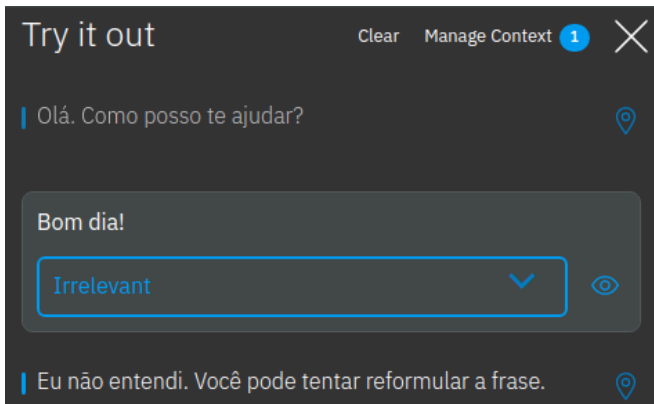 Try it out Clear Manage Context 1
Olá. Como posso te ajudar?
Bom dia!
Irrelevant
Eu não entendi. Você pode tentar reformular a frase.